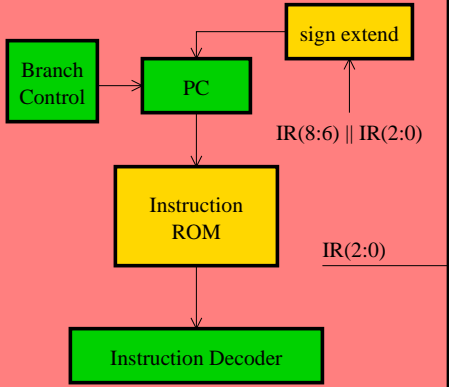 sign extend
Branch
Control
PC
IR(8:6) || IR(2:0)
Instruction
ROM
IR(2:0)
Instruction Decoder